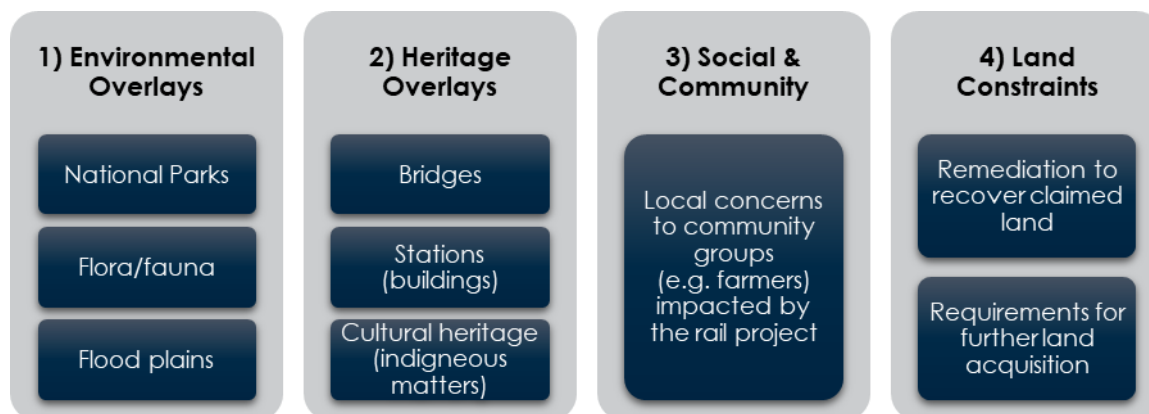 1) Environmental
Overlays
National Parks
Flora/fauna
Flood plains
2) Heritage
Overlays
Bridges
Stations
(buildings)
Cultural heritage
(indigneous
matters)
3) Social &
Community
Local concerns
to community
groups
(e.g. farmers)
impacted by
the rail project
4) Land
Constraints
Remediation to
recover claimed
land
Requirements for
further land
acquisition